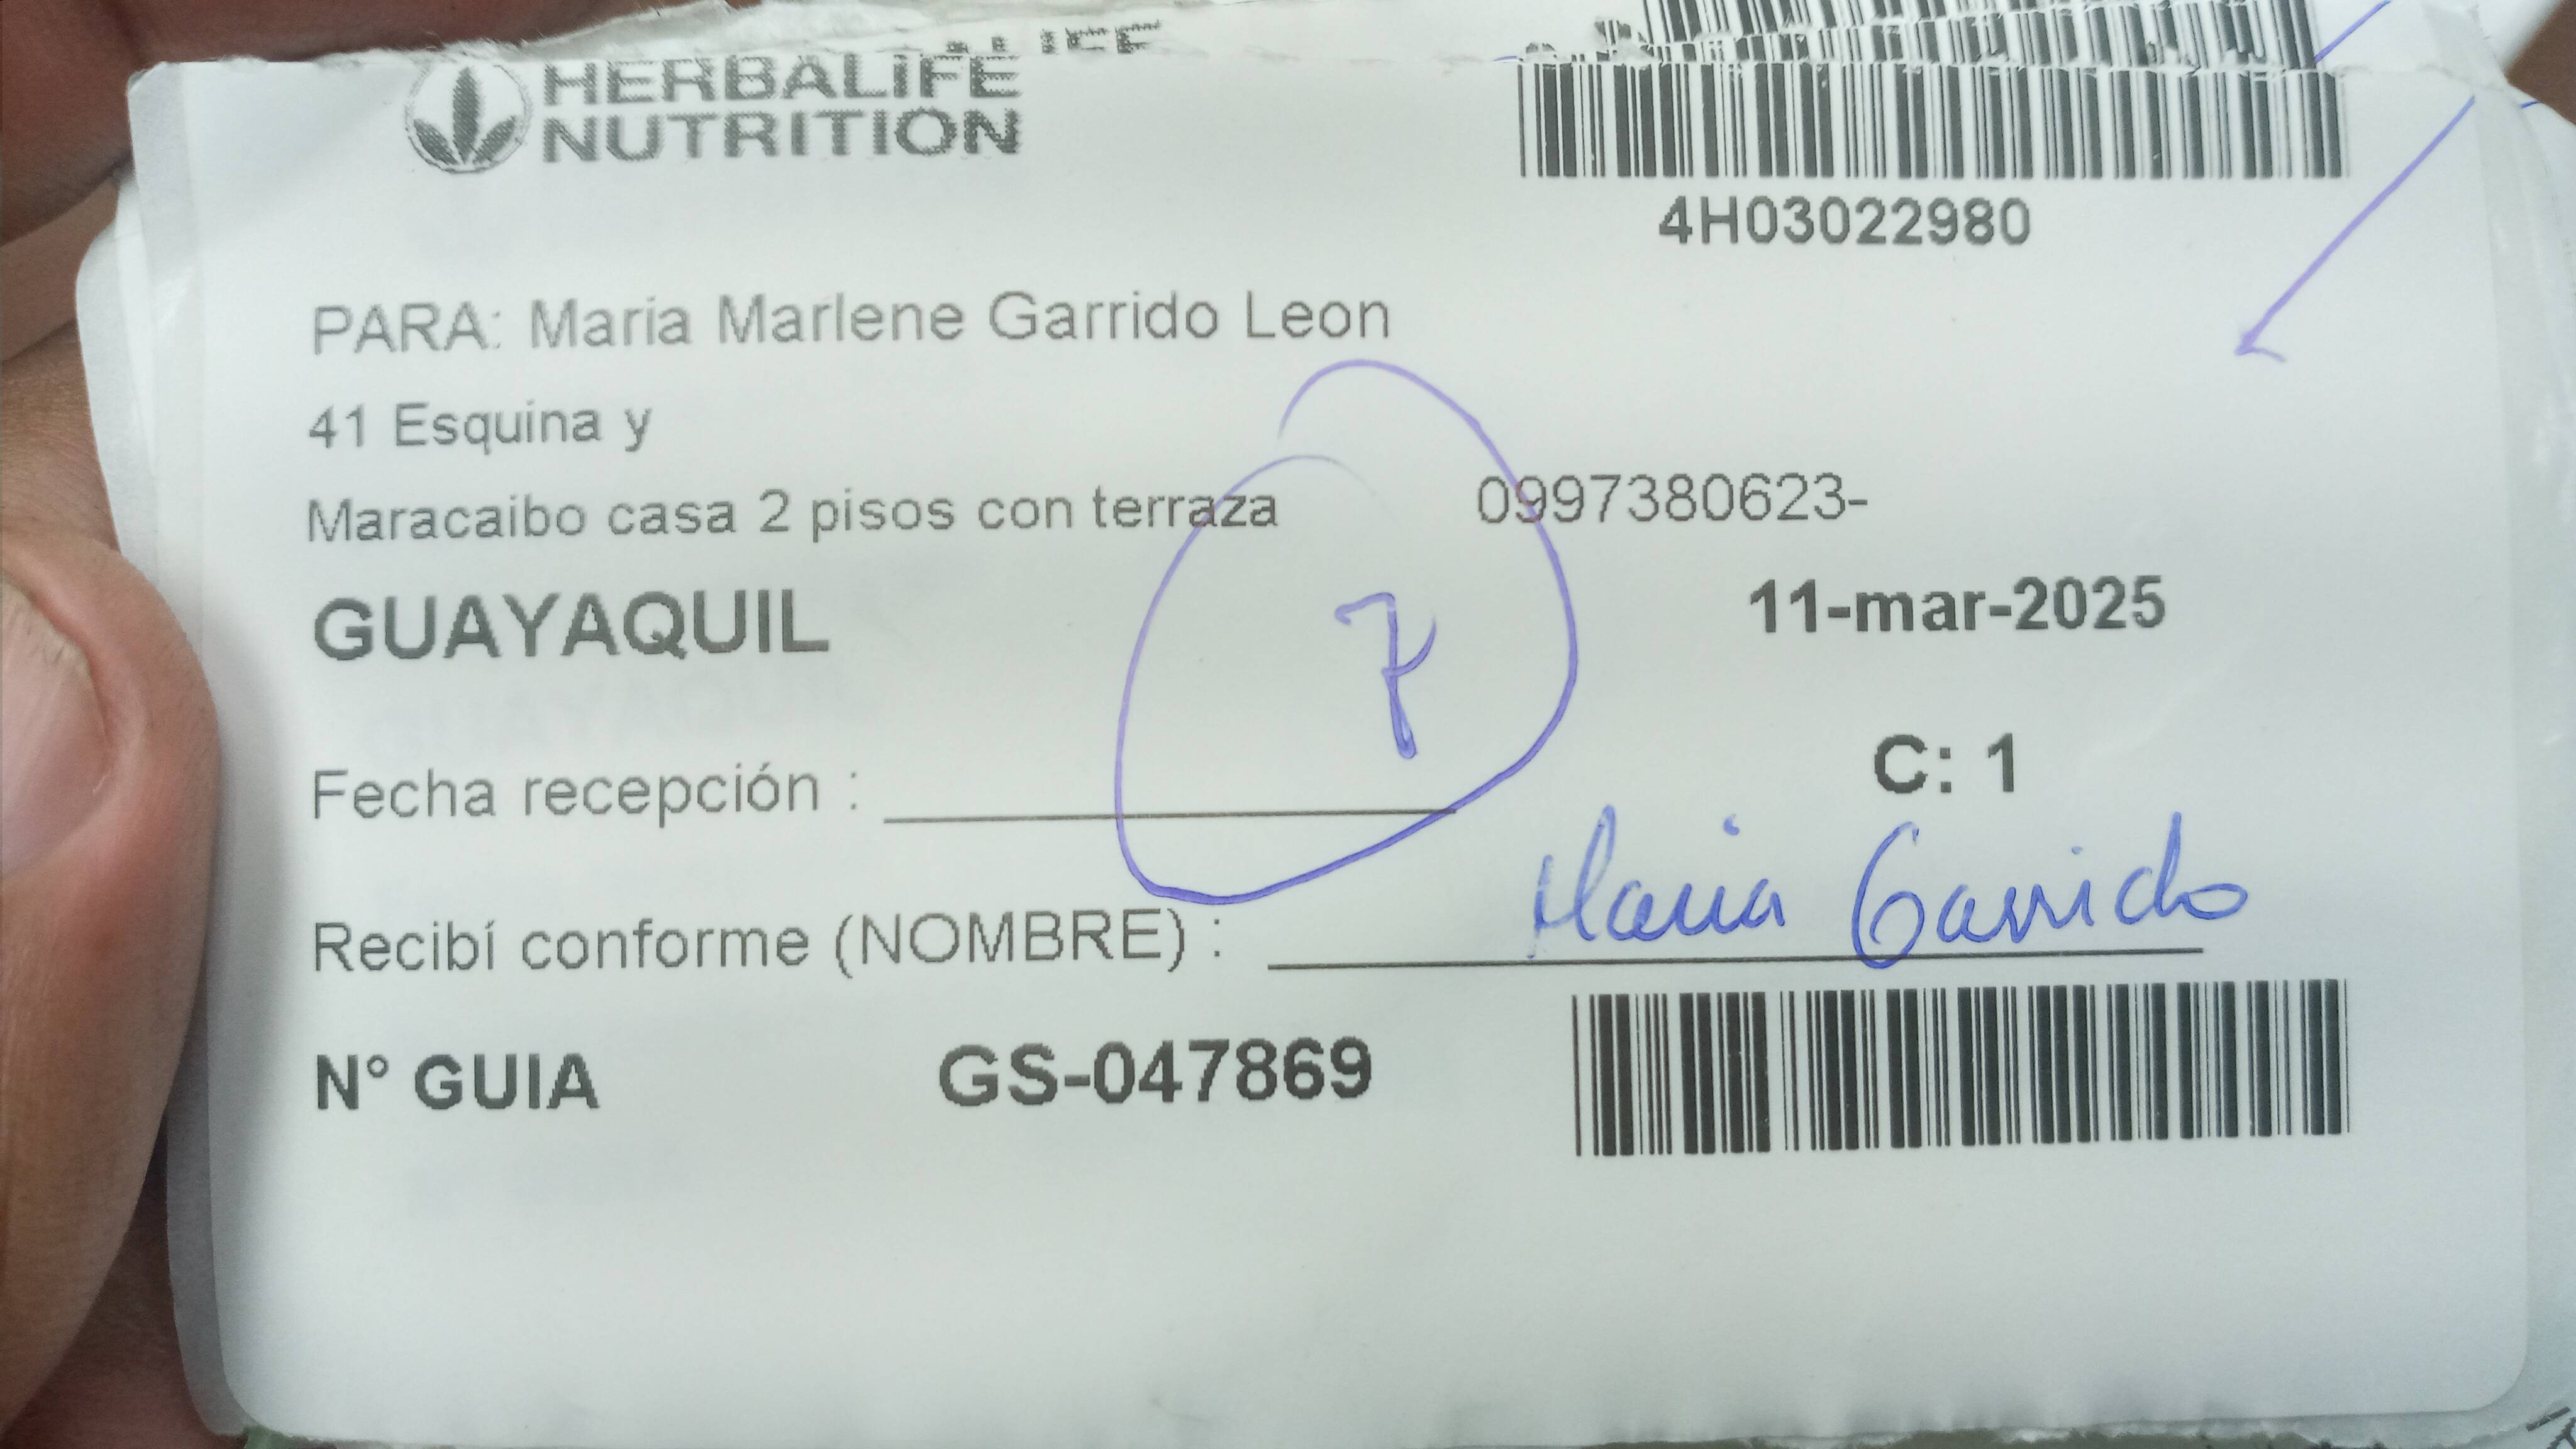 HERBALIFE
NUTRITION
4H03022980
PARA: Maria Marlene Garrido Leon
41 Esquina y
Maracaibo casa 2 pisos con terraza 0997380623-
GUAYAQUIL 11-mar-2025
7
C: 1
Fecha recepción :
Recibí conforme (NOMBRE) : Maria Garrido
N° GUIA GS-047869